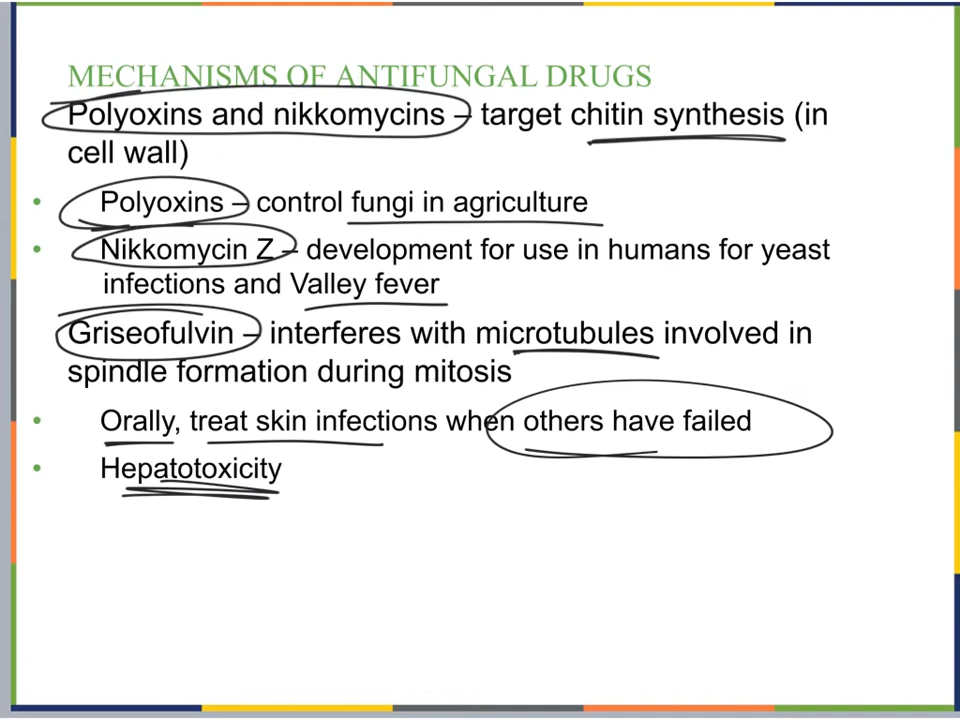 MECHANISMS OF ANTIFUNGAL DRUGS
Polyoxins and nikkomycins – target chitin synthesis (in
cell wall)
• Polyoxins – control fungi in agriculture
• Nikkomycin Z – development for use in humans for yeast
infections and Valley fever
Griseofulvin – interferes with microtubules involved in
spindle formation during mitosis
• Orally, treat skin infections when others have failed
• Hepatotoxicity